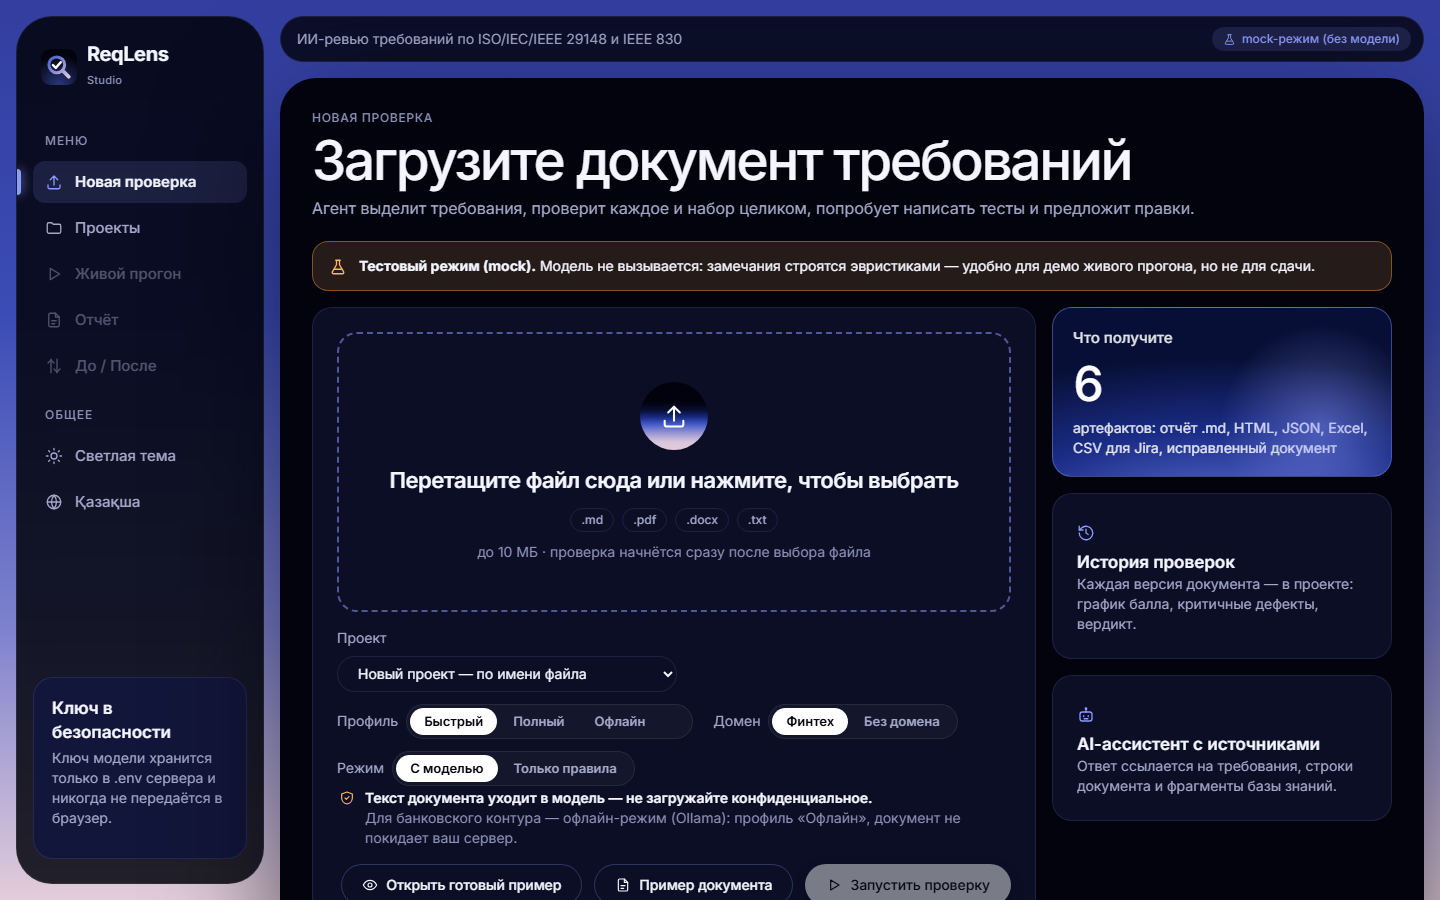 ReqLens
Studio
МЕНЮ
Новая проверка
Проекты
Живой прогон
Отчёт
До / После
ОБЩЕЕ
Светлая тема
Қазақша
Ключ в
безопасности
Ключ модели хранится
только в .env сервера и
никогда не передаётся в
браузер.
ИИ-ревью требований по ISO/IEC/IEEE 29148 и IEEE 830
mock-режим (без модели)
НОВАЯ ПРОВЕРКА
Загрузите документ требований
Агент выделит требования, проверит каждое и набор целиком, попробует написать тесты и предложит правки.
Тестовый режим (mock). Модель не вызывается: замечания строятся эвристиками — удобно для демо живого прогона, но не для сдачи.
Перетащите файл сюда или нажмите, чтобы выбрать
.md .pdf .docx .txt
до 10 МБ · проверка начнётся сразу после выбора файла
Проект
Новый проект — по имени файла
Профиль Быстрый Полный Офлайн Домен Финтех Без домена
Режим С моделью Только правила
Текст документа уходит в модель — не загружайте конфиденциальное.
Для банковского контура — офлайн-режим (Ollama): профиль «Офлайн», документ не
покидает ваш сервер.
Открыть готовый пример Пример документа Запустить проверку
Что получите
6
артефактов: отчёт .md, HTML, JSON, Excel,
CSV для Jira, исправленный документ
История проверок
Каждая версия документа — в проекте:
график балла, критичные дефекты,
вердикт.
AI-ассистент с источниками
Ответ ссылается на требования, строки
документа и фрагменты базы знаний.